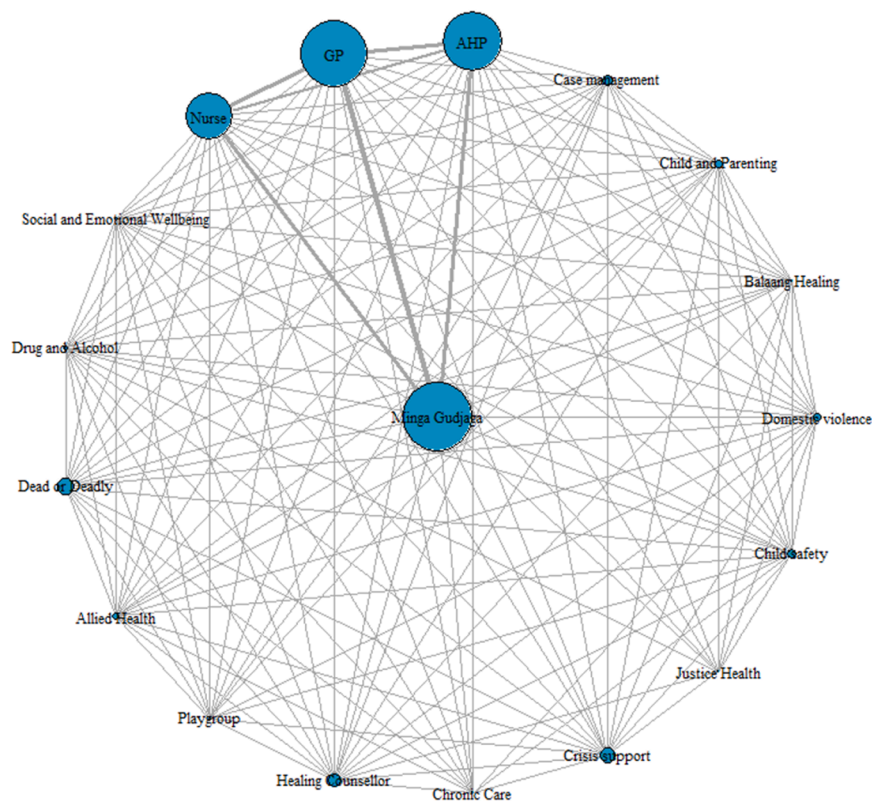 AHP
GP
Case management
Nurse
Child and Parenting
Social and Emotional Wellbeing
Balaang Healing
Drug and Alcohol
Minga Gudjaga
Domestic violence
Dead or Deadly
Child safety
Allied Health
Justice Health
Playgroup
Crisis support
Healing Counsellor
Chronic Care